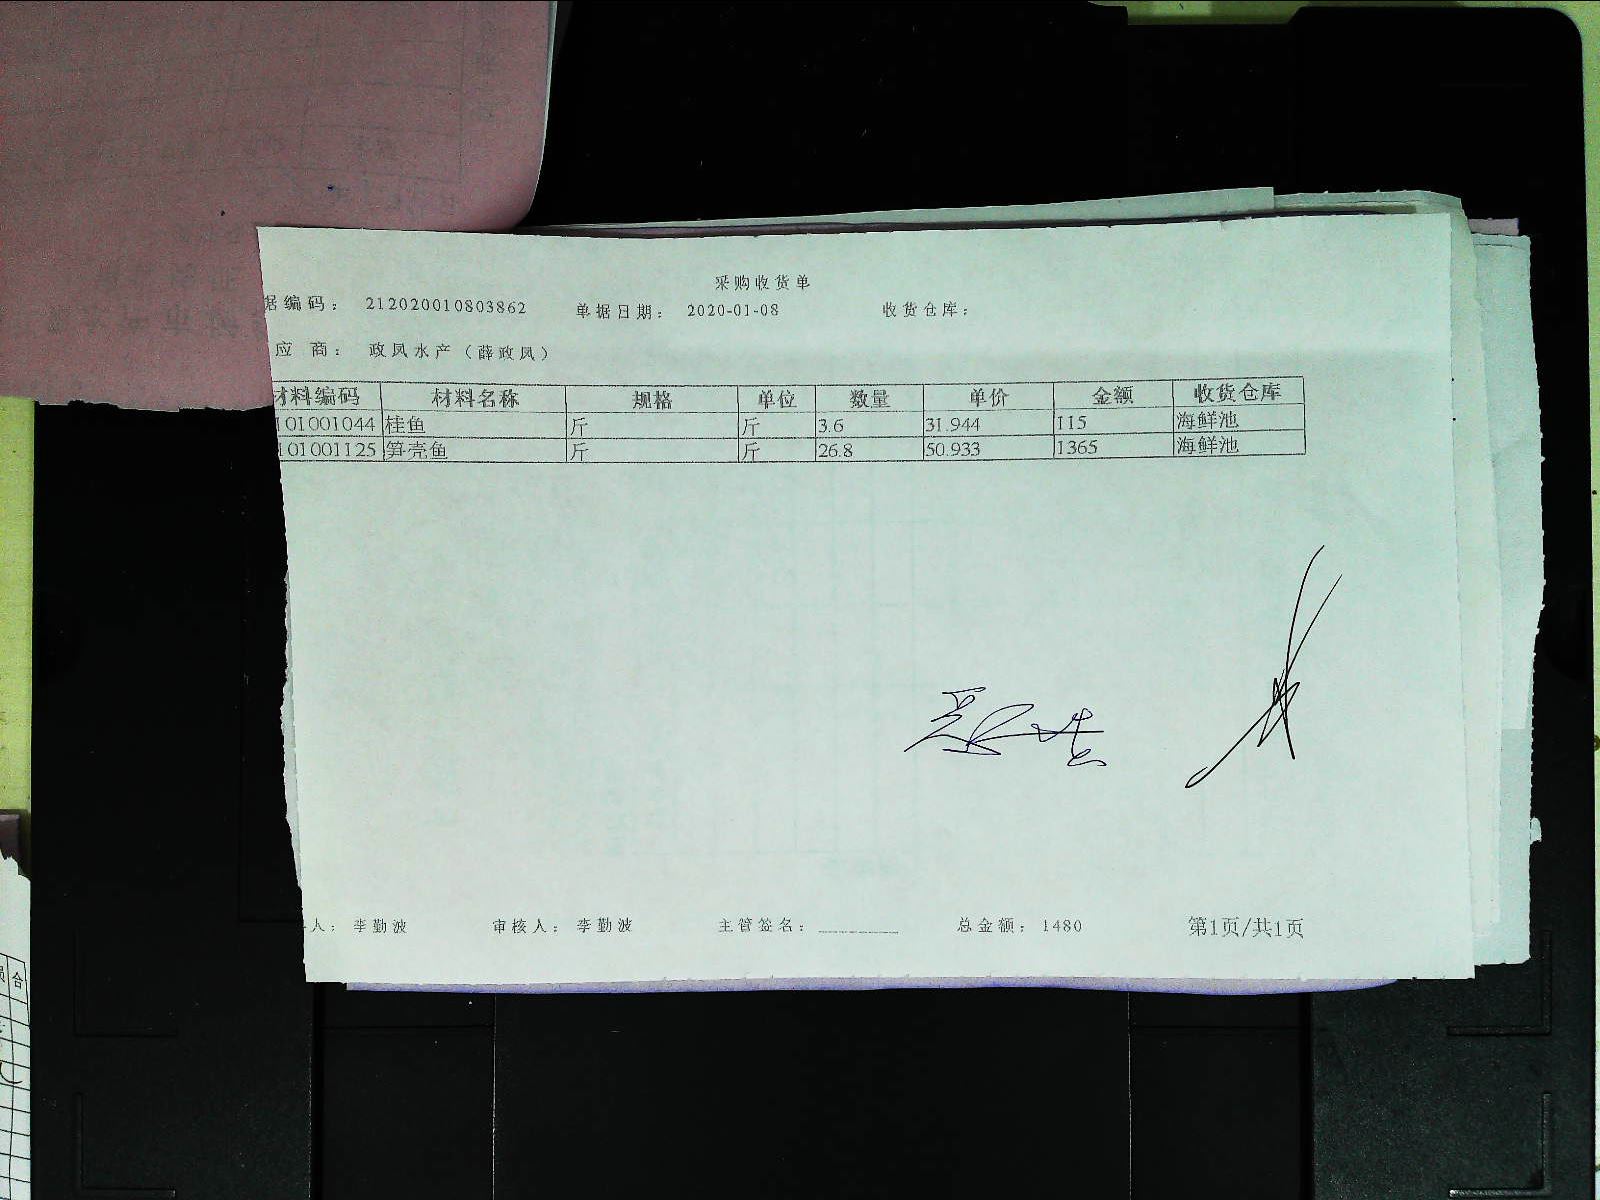 采购收货单
据编码： 212020010803862 单据日期： 2020-01-08 收货仓库：
应 商： 政凤水产（薛政凤）
材料编码 材料名称 规格 单位 数量 单价 金额 收货仓库
101001044 桂鱼 斤 斤 3.6 31.944 115 海鲜池
101001125 笋壳鱼 斤 斤 26.8 50.933 1365 海鲜池
人： 李勤波 审核人： 李勤波 主管签名： 总金额： 1480 第1页/共1页